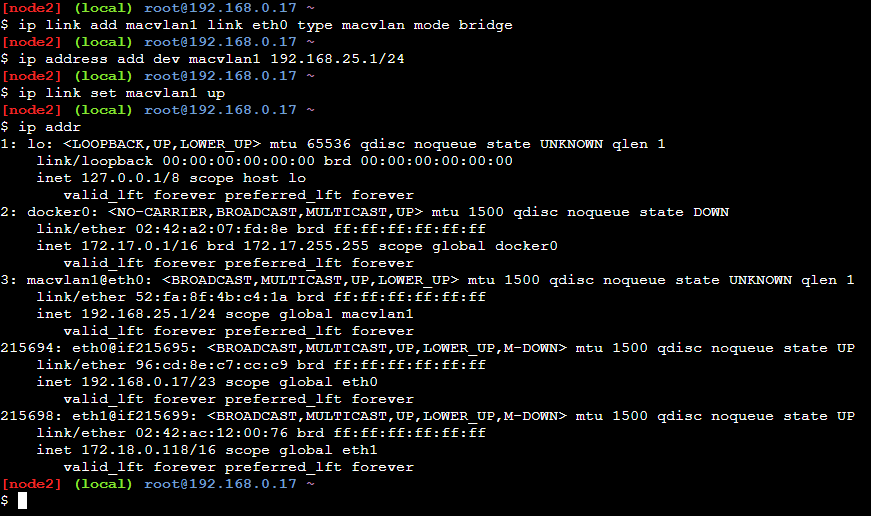 [node2] (local) root@192.168.0.17 ~
$ ip link add macvlan1 link eth0 type macvlan mode bridge
[node2] (local) root@192.168.0.17 ~
$ ip address add dev macvlan1 192.168.25.1/24
[node2] (local) root@192.168.0.17 ~
$ ip link set macvlan1 up
[node2] (local) root@192.168.0.17 ~
$ ip addr
1: lo: <LOOPBACK,UP,LOWER_UP> mtu 65536 qdisc noqueue state UNKNOWN qlen 1
    link/loopback 00:00:00:00:00:00 brd 00:00:00:00:00:00
    inet 127.0.0.1/8 scope host lo
       valid_lft forever preferred_lft forever
2: docker0: <NO-CARRIER,BROADCAST,MULTICAST,UP> mtu 1500 qdisc noqueue state DOWN
    link/ether 02:42:a2:07:fd:8e brd ff:ff:ff:ff:ff:ff
    inet 172.17.0.1/16 brd 172.17.255.255 scope global docker0
       valid_lft forever preferred_lft forever
3: macvlan1@eth0: <BROADCAST,MULTICAST,UP,LOWER_UP> mtu 1500 qdisc noqueue state UNKNOWN qlen 1
    link/ether 52:fa:8f:4b:c4:1a brd ff:ff:ff:ff:ff:ff
    inet 192.168.25.1/24 scope global macvlan1
       valid_lft forever preferred_lft forever
215694: eth0@if215695: <BROADCAST,MULTICAST,UP,LOWER_UP,M-DOWN> mtu 1500 qdisc noqueue state UP
    link/ether 96:cd:8e:c7:cc:c9 brd ff:ff:ff:ff:ff:ff
    inet 192.168.0.17/23 scope global eth0
       valid_lft forever preferred_lft forever
215698: eth1@if215699: <BROADCAST,MULTICAST,UP,LOWER_UP,M-DOWN> mtu 1500 qdisc noqueue state UP
    link/ether 02:42:ac:12:00:76 brd ff:ff:ff:ff:ff:ff
    inet 172.18.0.118/16 scope global eth1
       valid_lft forever preferred_lft forever
[node2] (local) root@192.168.0.17 ~
$